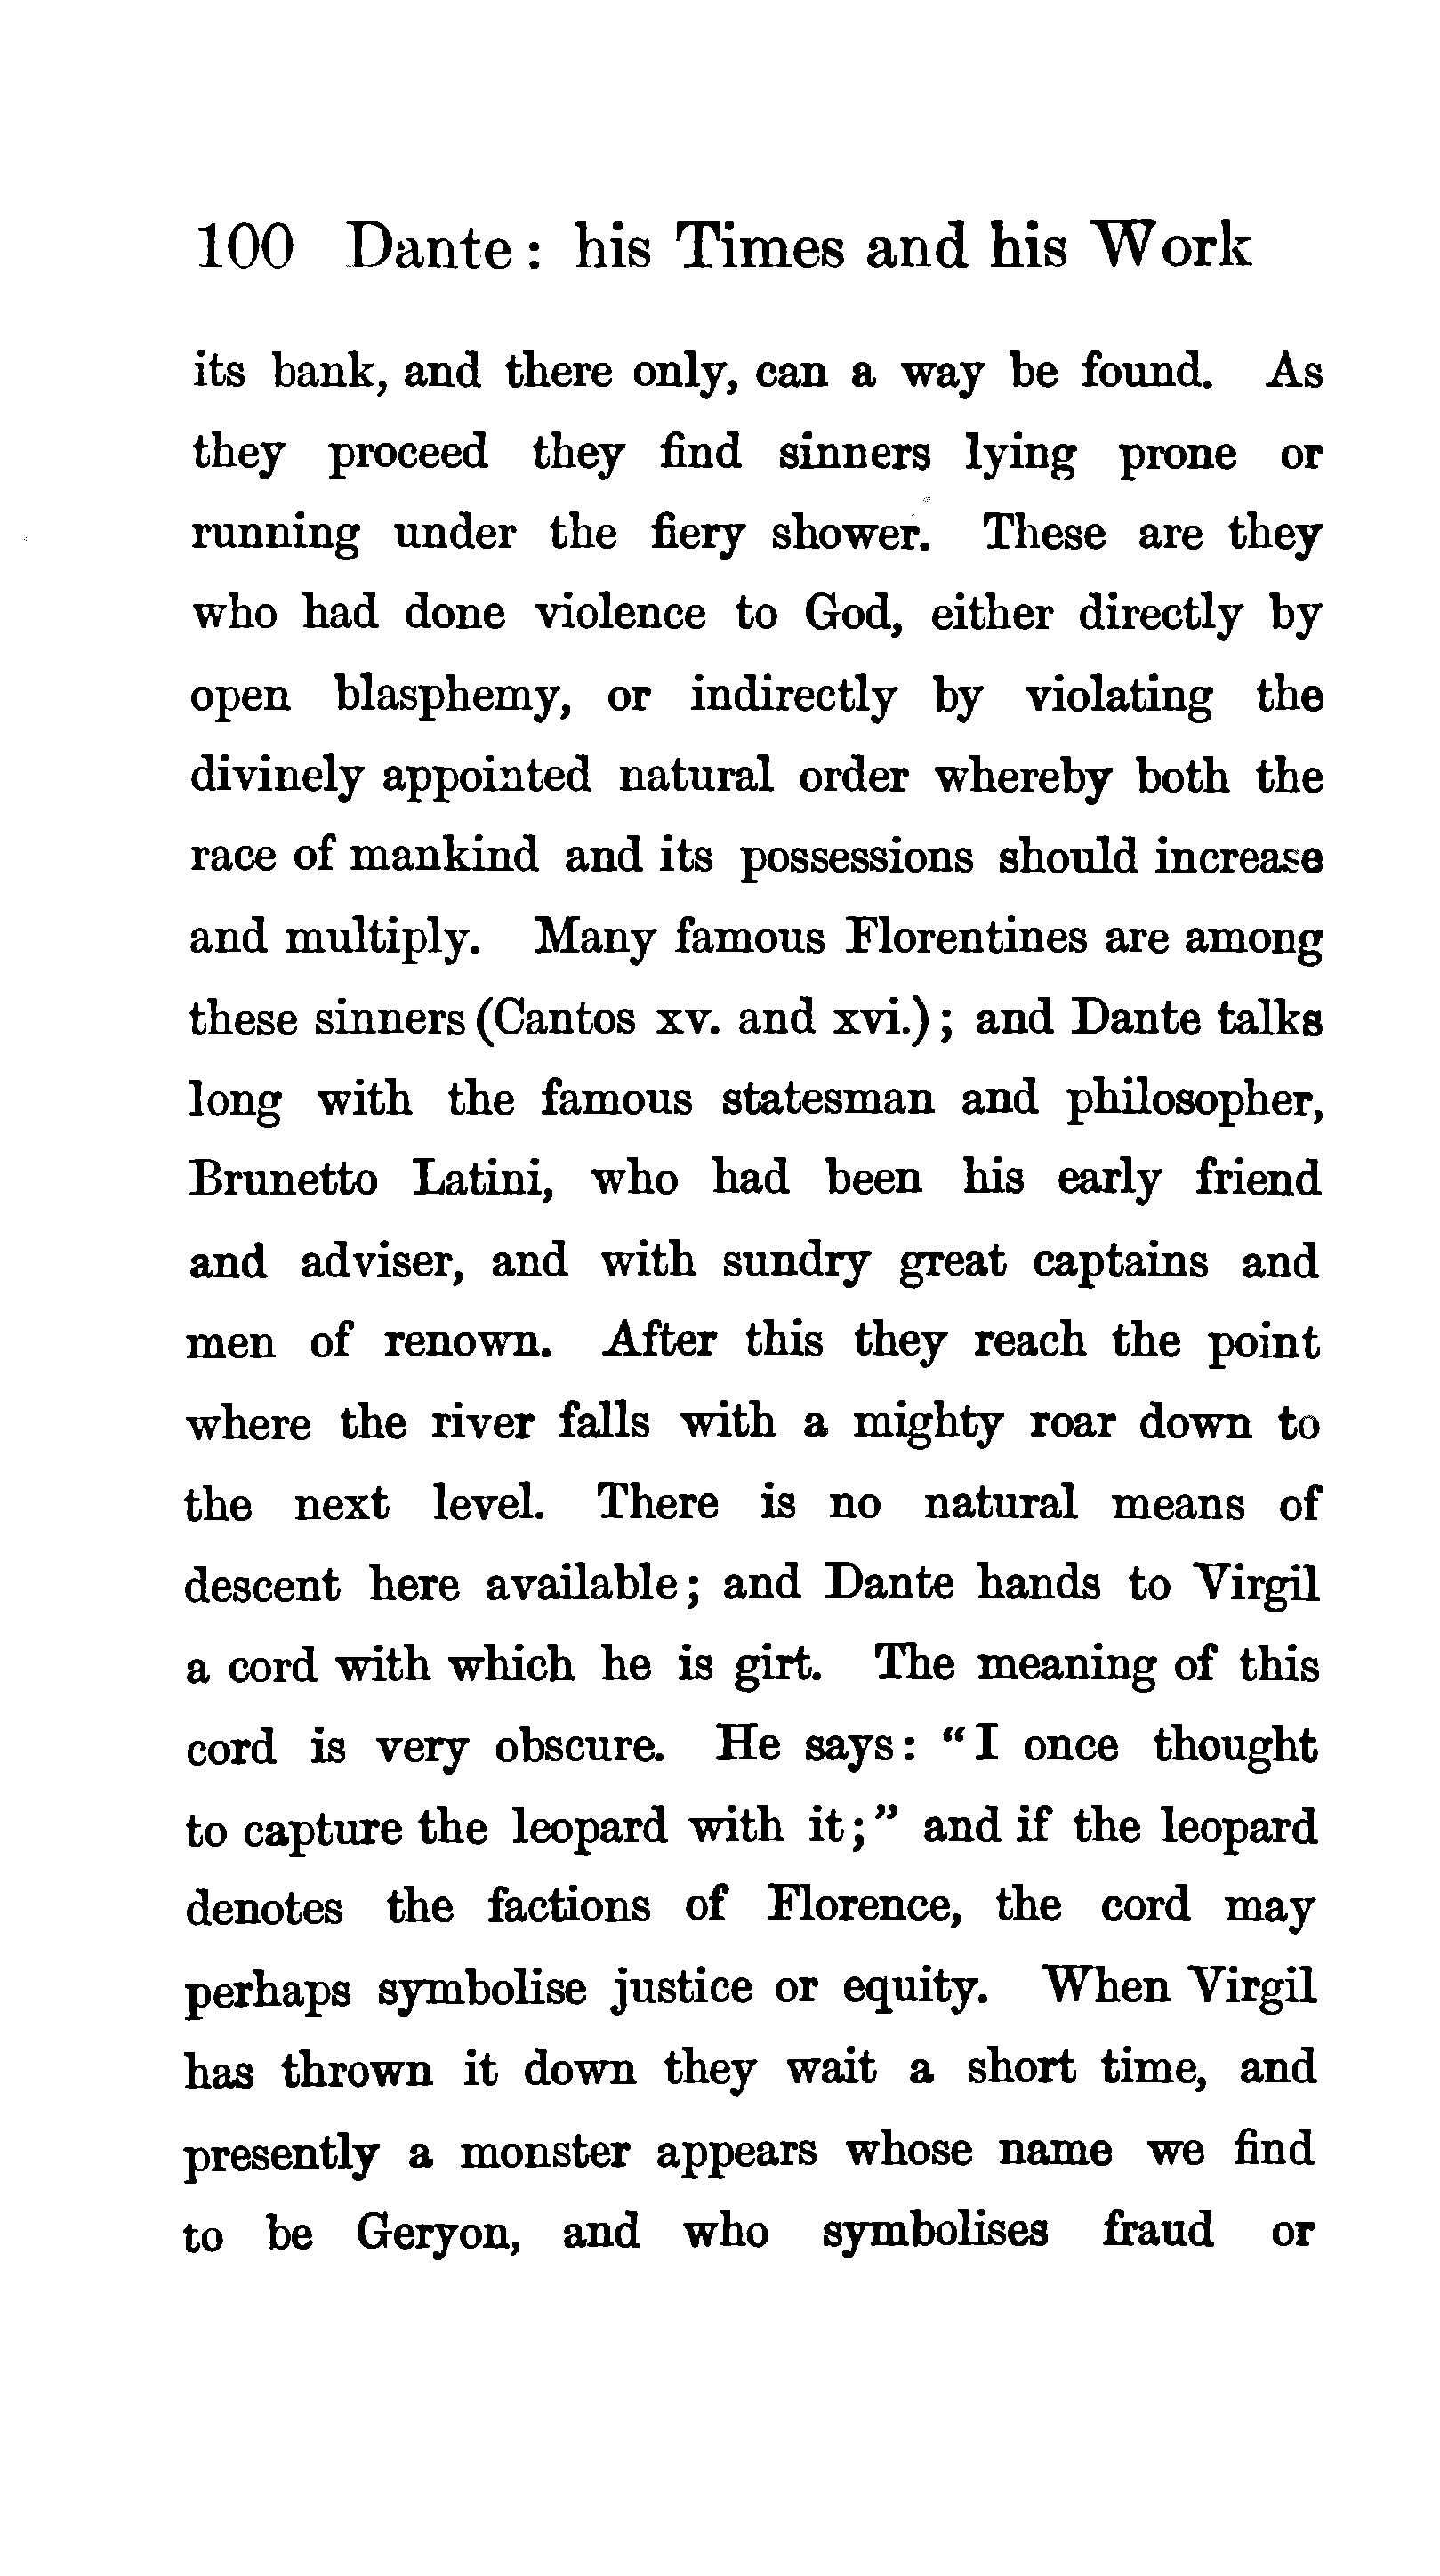 100 Dante: his Times and his Work
its bank, and there only, can a way be found. As
they proceed they find sinners lying prone or
running under the fiery shower. These are they
who had done violence to God, either directly by
open blasphemy, or indirectly by violating the
divinely appointed natural order whereby both the
race of mankind and its possessions should increase
and multiply. Many famous Florentines are among
these sinners (Cantos xv. and xvi.); and Dante talks
long with the famous statesman and philosopher,
Brunetto Latini, who had been his early friend
and adviser, and with sundry great captains and
men of renown. After this they reach the point
where the river falls with a mighty roar down to
the next level. There is no natural means of
descent here available; and Dante hands to Virgil
a cord with which he is girt. The meaning of this
cord is very obscure. He says: "I once thought
to capture the leopard with it;" and if the leopard
denotes the factions of Florence, the cord may
perhaps symbolise justice or equity. When Virgil
has thrown it down they wait a short time, and
presently a monster appears whose name we find
to be Geryon, and who symbolises fraud or